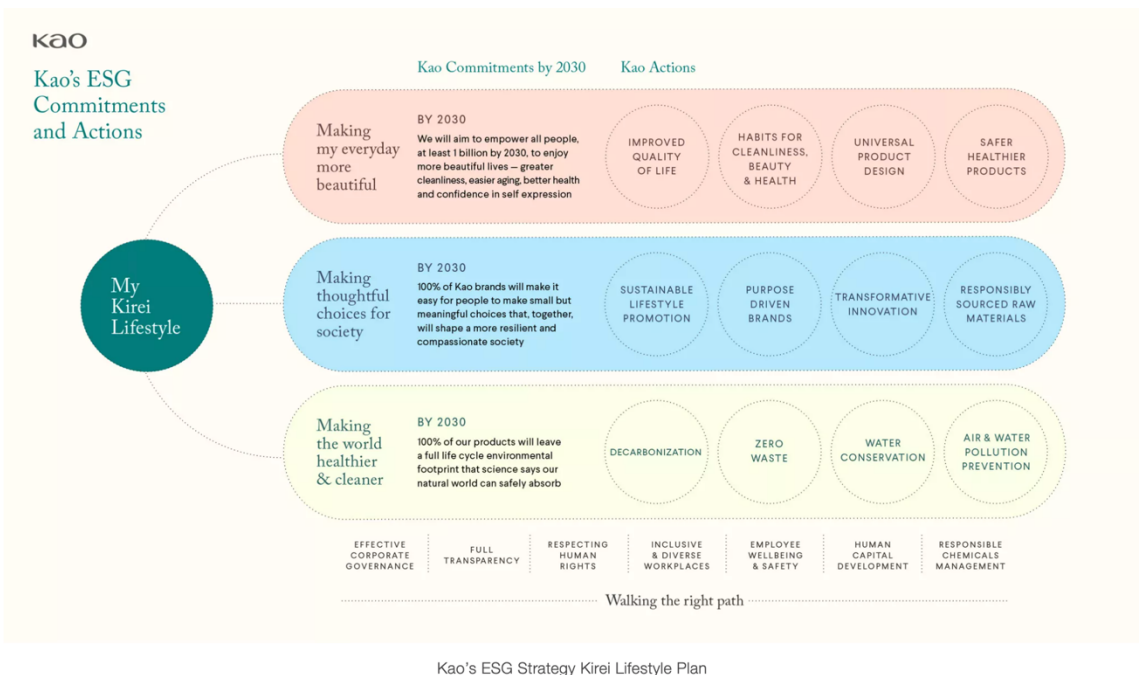 Kao
Kao's ESG
Commitments
and Actions
Kao Commitments by 2030
Kao Actions
My
Kirei
Lifestyle
Making
my everyday
more
beautiful
BY 2030
We will aim to empower all people,
at least 1 billion by 2030, to enjoy
more beautiful lives — greater
cleanliness, easier aging, better health
and confidence in self expression
IMPROVED
QUALITY
OF LIFE
HABITS FOR
CLEANLINESS,
BEAUTY
& HEALTH
UNIVERSAL
PRODUCT
DESIGN
SAFER
HEALTHIER
PRODUCTS
Making
thoughtful
choices for
society
BY 2030
100% of Kao brands will make it
easy for people to make small but
meaningful choices that, together,
will shape a more resilient and
compassionate society
SUSTAINABLE
LIFESTYLE
PROMOTION
PURPOSE
DRIVEN
BRANDS
TRANSFORMATIVE
INNOVATION
RESPONSIBLY
SOURCED RAW
MATERIALS
Making
the world
healthier
& cleaner
BY 2030
100% of our products will leave
a full life cycle environmental
footprint that science says our
natural world can safely absorb
DECARBONIZATION
ZERO
WASTE
WATER
CONSERVATION
AIR & WATER
POLLUTION
PREVENTION
EFFECTIVE
CORPORATE
GOVERNANCE
FULL
TRANSPARENCY
RESPECTING
HUMAN
RIGHTS
INCLUSIVE
& DIVERSE
WORKPLACES
EMPLOYEE
WELLBEING
& SAFETY
HUMAN
CAPITAL
DEVELOPMENT
RESPONSIBLE
CHEMICALS
MANAGEMENT
Walking the right path
Kao's ESG Strategy Kirei Lifestyle Plan